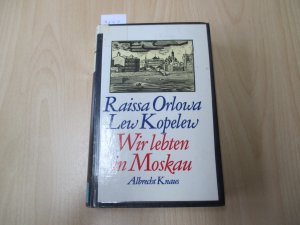 Raissa Orlowa
Lew Kopelew
Wir lebten
in Moskau
Albrecht Knaus